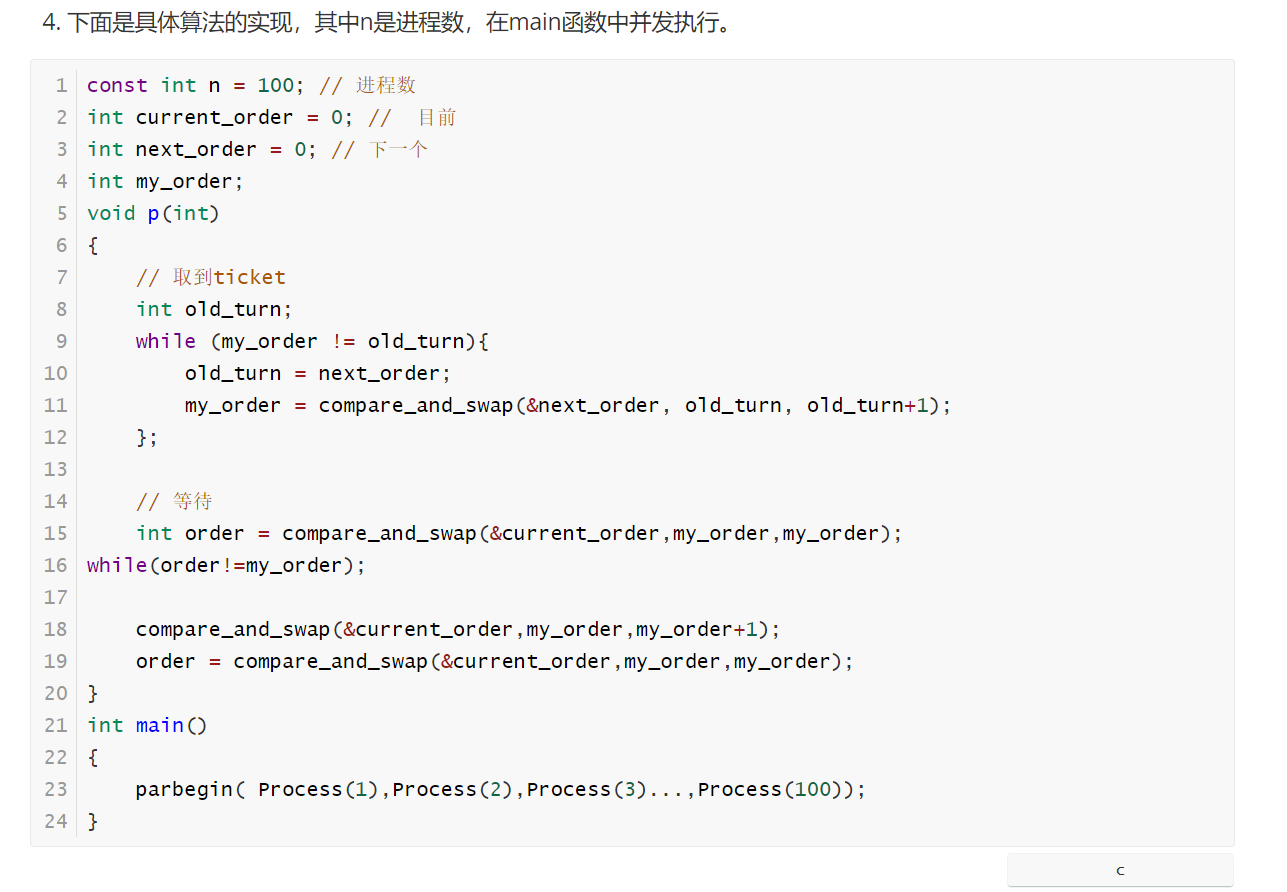 4. 下面是具体算法的实现，其中n是进程数，在main函数中并发执行。
1 const int n = 100; // 进程数
2 int current_order = 0; //  目前
3 int next_order = 0; // 下一个
4 int my_order;
5 void p(int)
6 {
7     // 取到ticket
8     int old_turn;
9     while (my_order != old_turn){
10         old_turn = next_order;
11         my_order = compare_and_swap(&next_order, old_turn, old_turn+1);
12     };
13
14     // 等待
15     int order = compare_and_swap(&current_order,my_order,my_order);
16 while(order!=my_order);
17
18     compare_and_swap(&current_order,my_order,my_order+1);
19     order = compare_and_swap(&current_order,my_order,my_order);
20 }
21 int main()
22 {
23     parbegin( Process(1),Process(2),Process(3)...,Process(100));
24 }
C